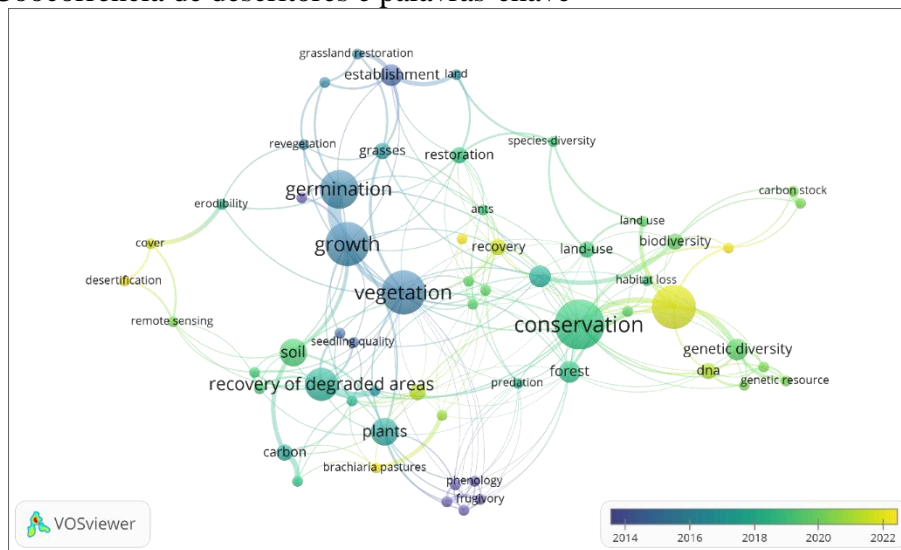 Coocorrência de descritores e palavras-chave
grassland restoration
establishment
land
revegetation
grasses
restoration
species-diversity
germination
carbon stock
erodibility
ants
land use
growth
cover
recovery
land-use
biodiversity
desertification
habitat loss
vegetation
remote sensing
conservation
seedling quality
soil
genetic diversity
forest
dna
recovery of degraded areas
predation
genetic resource
plants
carbon
brachiaria pastures
phenology
frugivory
VOSviewer
2014 2016 2018 2020 2022